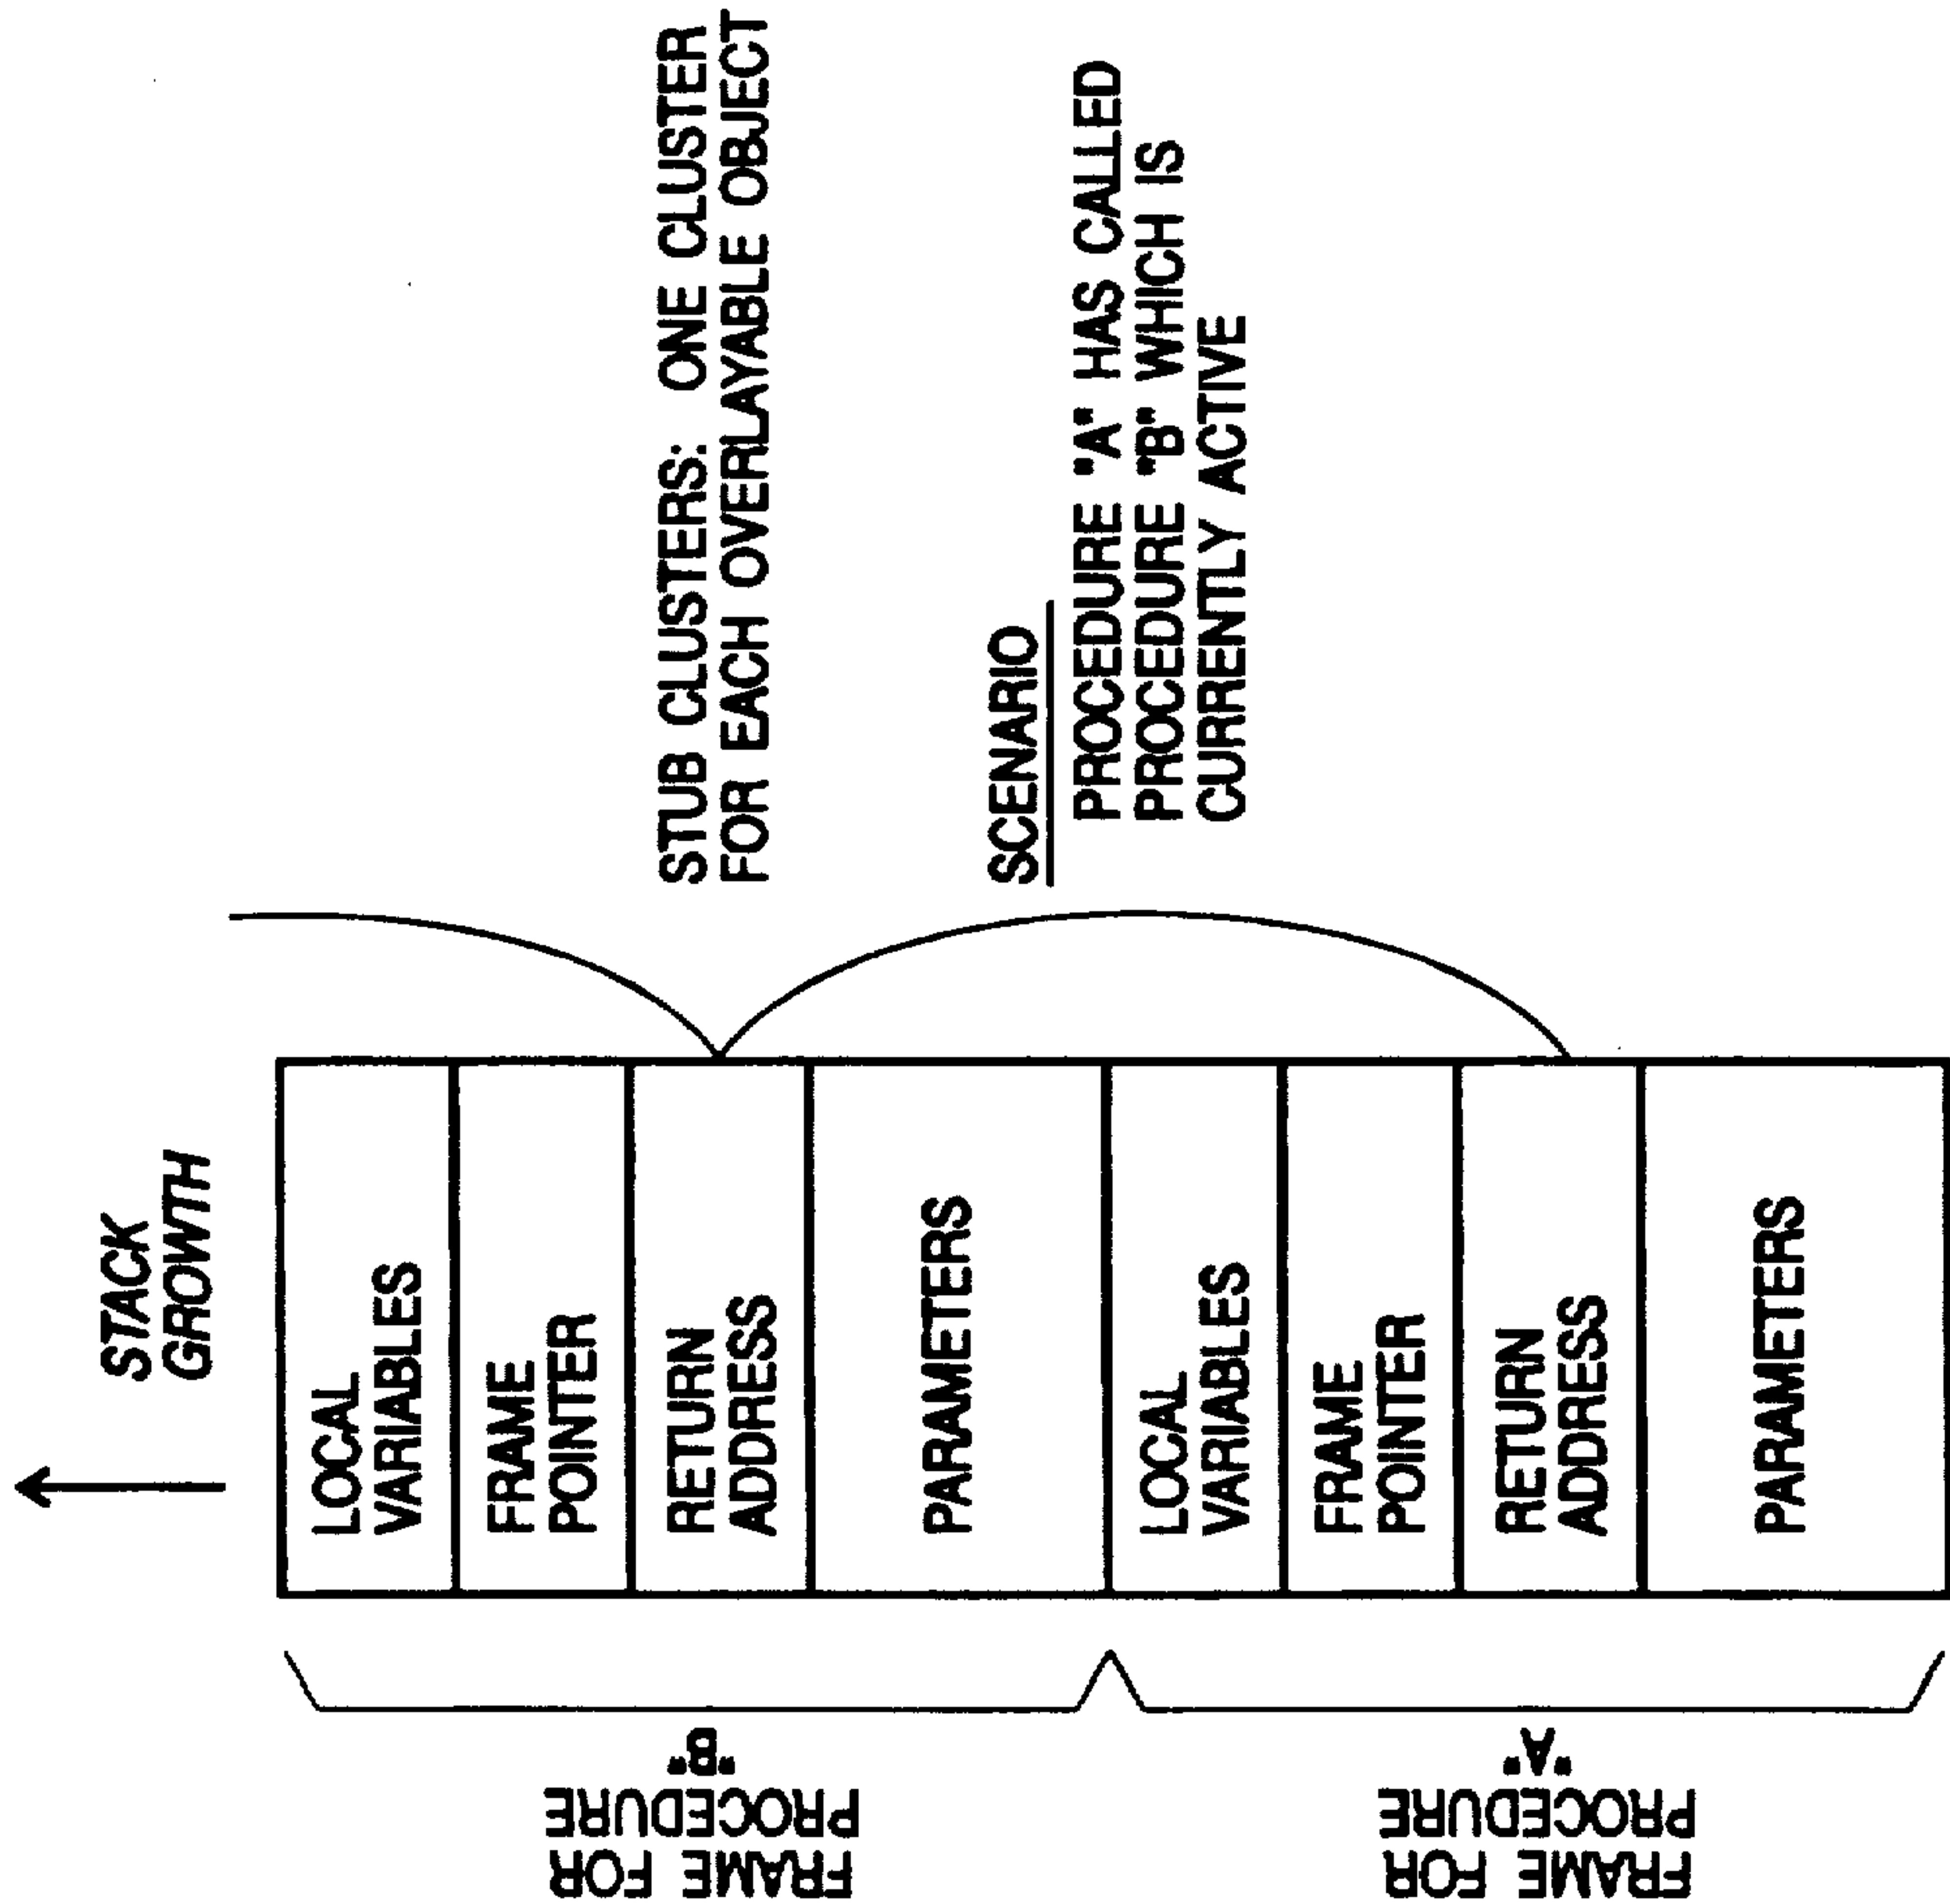 STACK
GROWTH
LOCAL
VARIABLES
FRAME
POINTER
RETURN
ADDRESS
PARAMETERS
LOCAL
VARIABLES
FRAME
POINTER
RETURN
ADDRESS
PARAMETERS
FRAME FOR
PROCEDURE
"B"
FRAME FOR
PROCEDURE
"A"
STUB CLUSTERS: ONE CLUSTER
FOR EACH OVERLAYABLE OBJECT
SCENARIO
PROCEDURE "A" HAS CALLED
PROCEDURE "B" WHICH IS
CURRENTLY ACTIVE